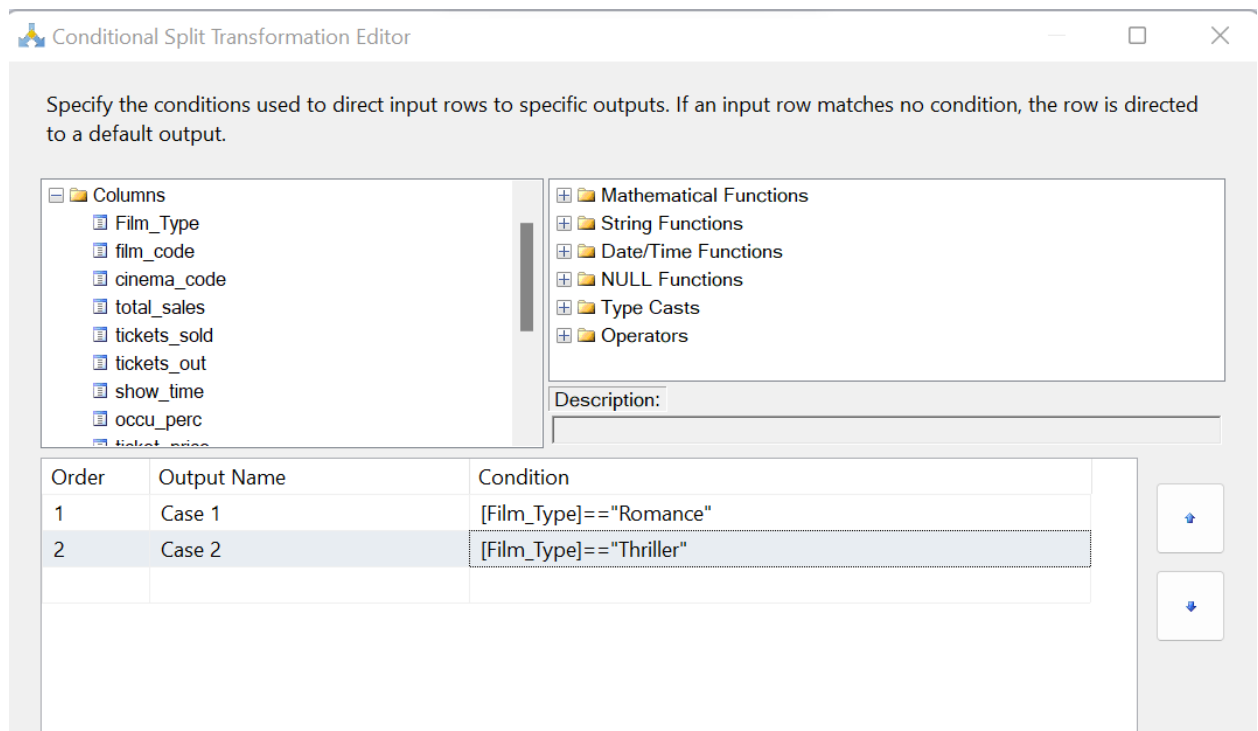 Conditional Split Transformation Editor
Specify the conditions used to direct input rows to specific outputs. If an input row matches no condition, the row is directed
to a default output.
Columns
Film_Type
film_code
cinema_code
total_sales
tickets_sold
tickets_out
show_time
occu_perc
Mathematical Functions
String Functions
Date/Time Functions
NULL Functions
Type Casts
Operators
Description:
Order Output Name Condition
1 Case 1 [Film_Type]=="Romance"
2 Case 2 [Film_Type]=="Thriller"